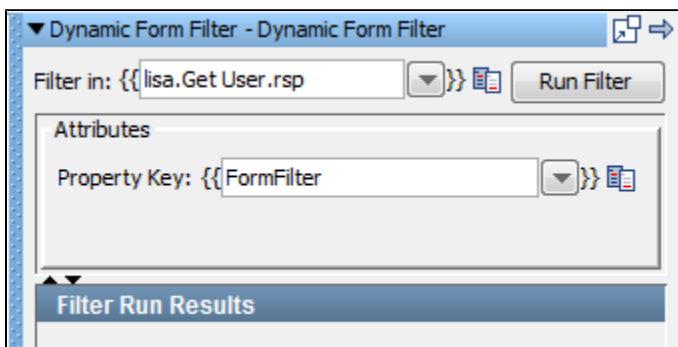 Dynamic Form Filter - Dynamic Form Filter
Filter in: {{lisa.Get User.rsp}} Run Filter
Attributes
Property Key: {{FormFilter}}
Filter Run Results